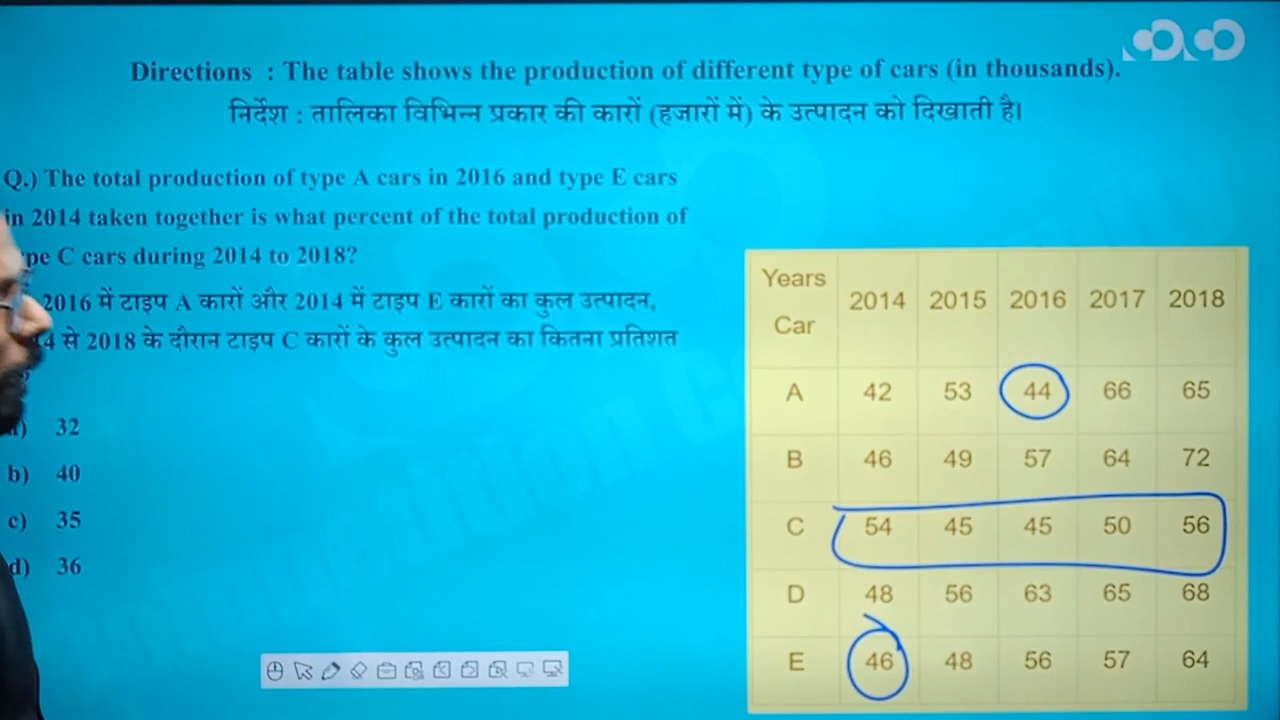 Directions : The table shows the production of different type of cars (in thousands).
निर्देश : तालिका विभिन्न प्रकार की कारों (हजारों में) के उत्पादन को दिखाती है।
Q.) The total production of type A cars in 2016 and type E cars
in 2014 taken together is what percent of the total production of
pe C cars during 2014 to 2018?
2016 में टाइप A कारों और 2014 में टाइप E कारों का कुल उत्पादन,
4 से 2018 के दौरान टाइप C कारों के कुल उत्पादन का कितना प्रतिशत
32
b) 40
c) 35
d) 36
Years
Car
2014 2015 2016 2017 2018
A 42 53 44 66 65
B 46 49 57 64 72
C 54 45 45 50 56
D 48 56 63 65 68
E 46 48 56 57 64